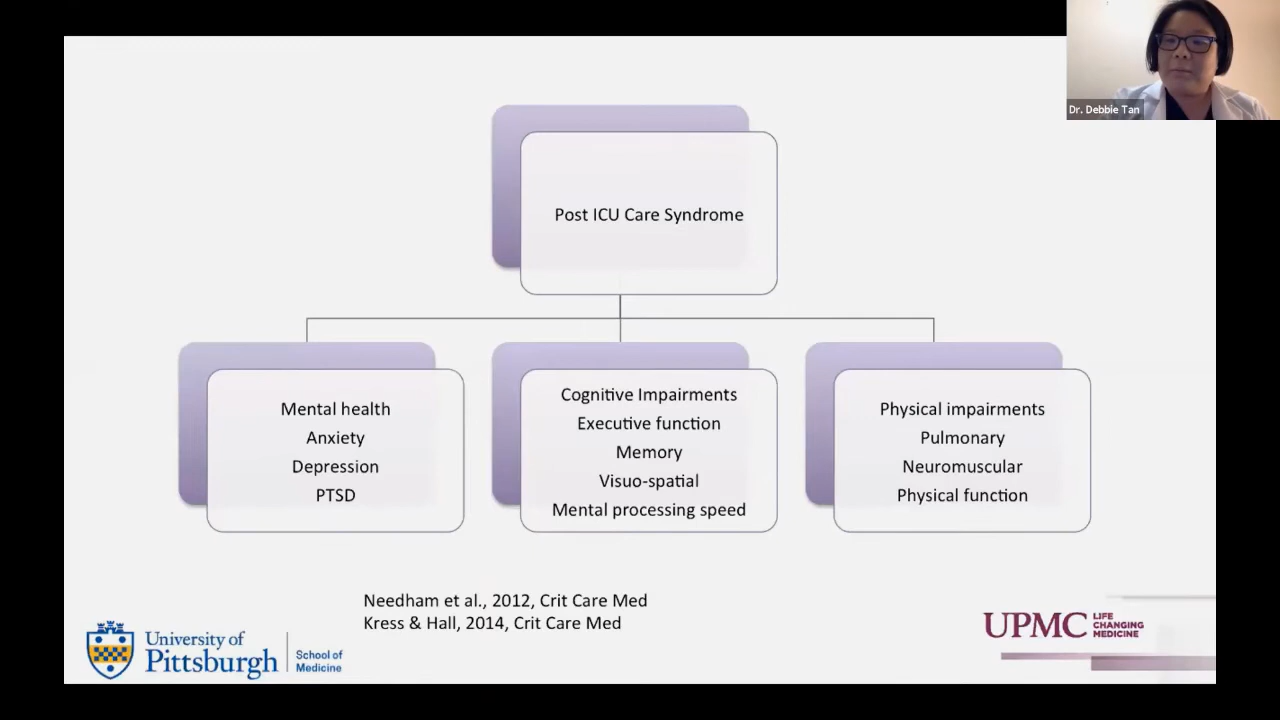 Dr. Debbie Tan
Post ICU Care Syndrome
Mental health
Anxiety
Depression
PTSD
Cognitive Impairments
Executive function
Memory
Visuo-spatial
Mental processing speed
Physical impairments
Pulmonary
Neuromuscular
Physical function
Needham et al., 2012, Crit Care Med
Kress & Hall, 2014, Crit Care Med
University of
Pittsburgh
School of
Medicine
UPMC
LIFE
CHANGING
MEDICINE